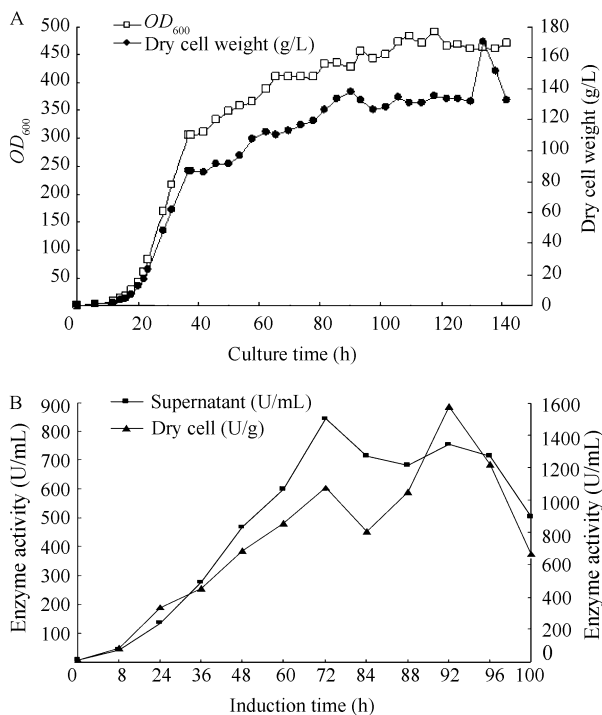 A
OD600
Dry cell weight (g/L)
500
450
400
350
300
250
200
150
100
50
0
OD600
180
160
140
120
100
80
60
40
20
0
Dry cell weight (g/L)
20 40 60 80 100 120 140
Culture time (h)
B
Supernatant (U/mL)
Dry cell (U/g)
900
800
700
600
500
400
300
200
100
Enzyme activity (U/mL)
1600
1400
1200
1000
800
600
400
200
0
Enzyme activity (U/mL)
0 8 24 36 48 60 72 84 88 92 96 100
Induction time (h)